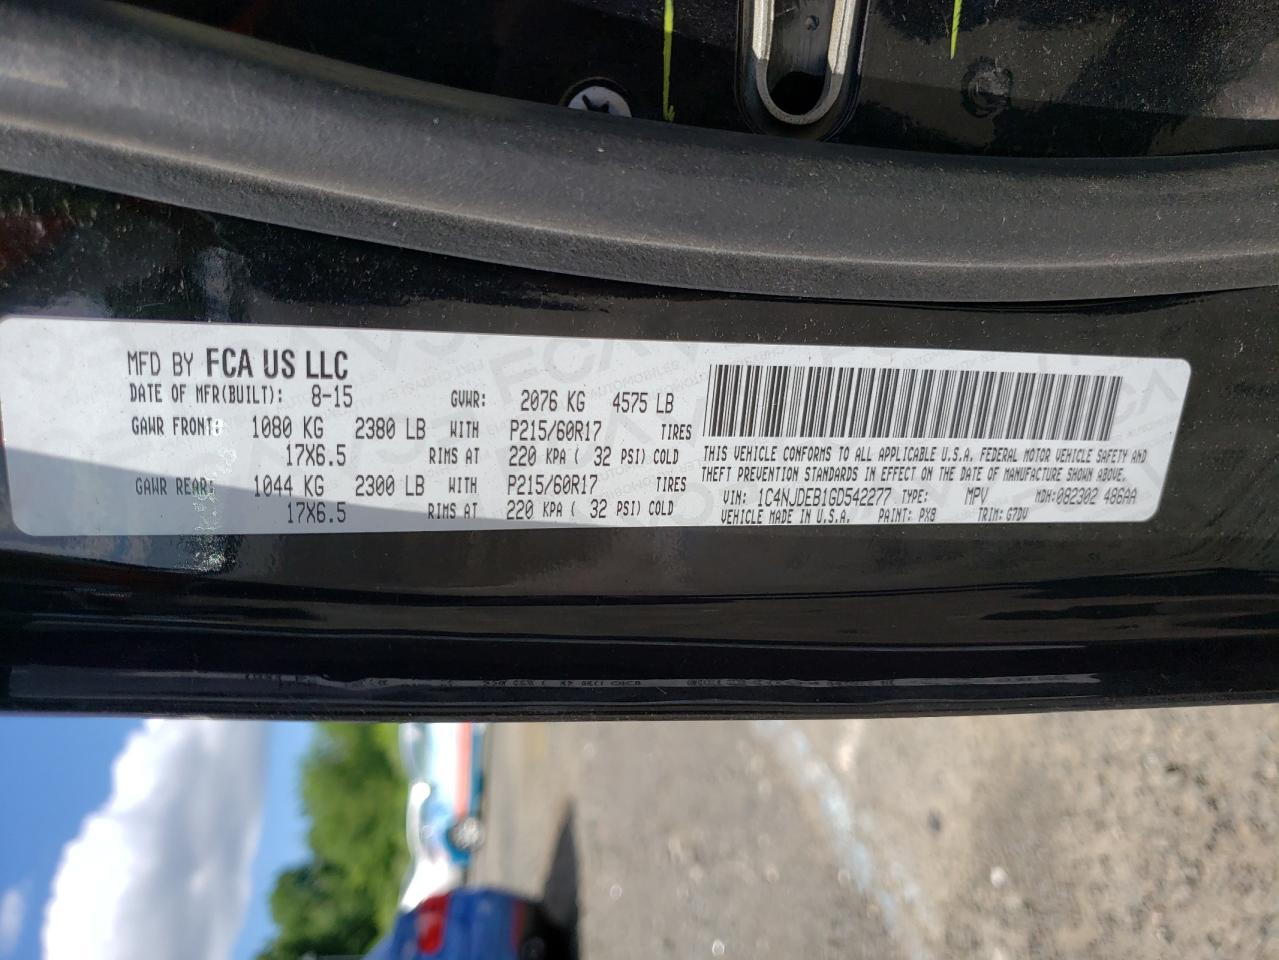 MFD BY FCA US LLC
DATE OF MFR(BUILT): 8-15 GVWR: 2076 KG 4575 LB
GAWR FRONT: 1080 KG 2380 LB WITH P215/60R17 TIRES
17X6.5 RIMS AT 220 KPA ( 32 PSI) COLD
GAWR REAR: 1044 KG 2300 LB WITH P215/60R17 TIRES
17X6.5 RIMS AT 220 KPA ( 32 PSI) COLD
THIS VEHICLE CONFORMS TO ALL APPLICABLE U.S.A. FEDERAL MOTOR VEHICLE SAFETY AND
THEFT PREVENTION STANDARDS IN EFFECT ON THE DATE OF MANUFACTURE SHOWN ABOVE.
VIN: 1C4NJDEB1GD542277 TYPE: MPV MDH:082302 486AA
VEHICLE MADE IN U.S.A. PAINT: PX8 TRIM: G7DV